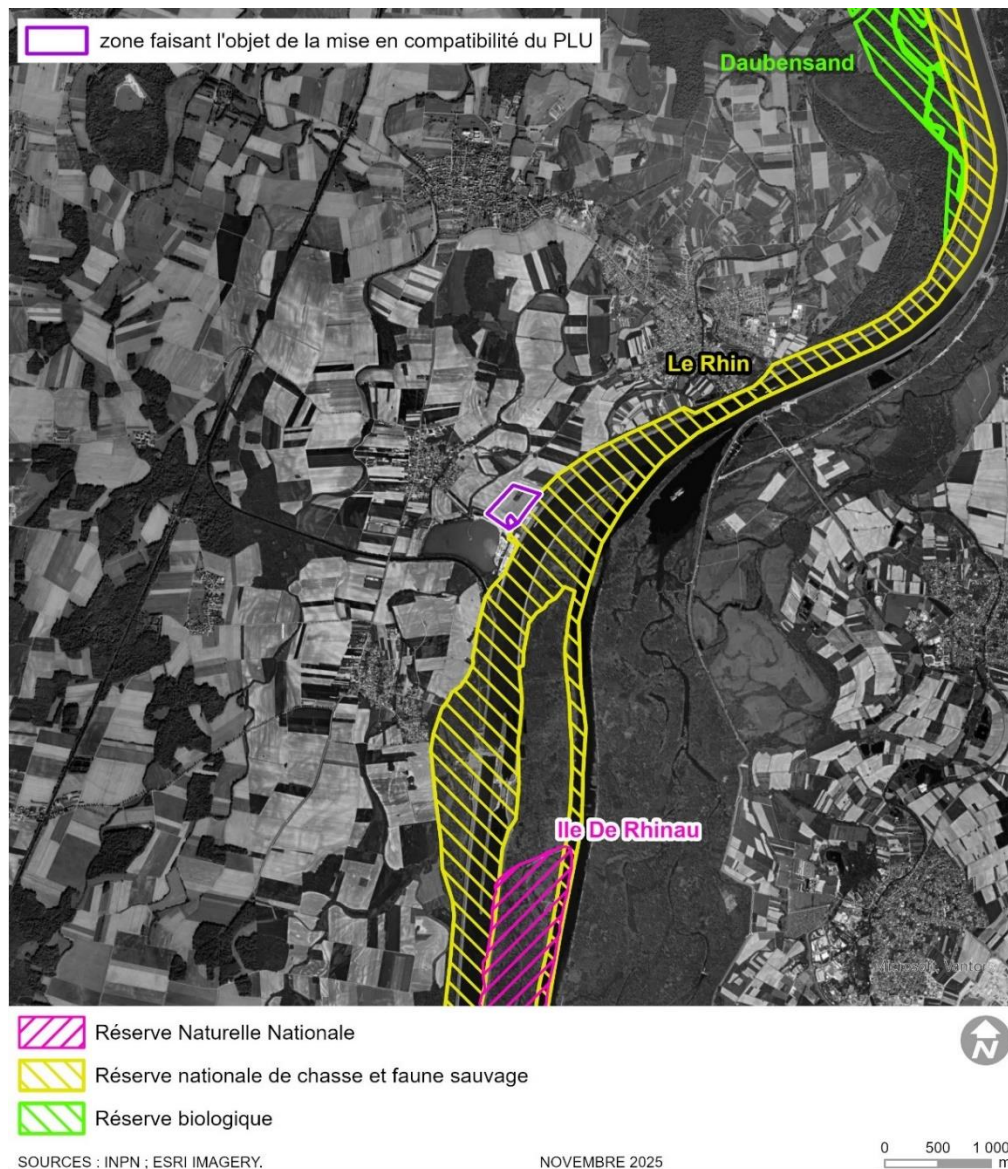 zone faisant l'objet de la mise en compatibilité du PLU
Daubensand
Le Rhin
Ile De Rhinau
Microsoft, Vantor
Réserve Naturelle Nationale
Réserve nationale de chasse et faune sauvage
Réserve biologique
N
0 500 1 000
m
SOURCES : INPN ; ESRI IMAGERY.
NOVEMBRE 2025